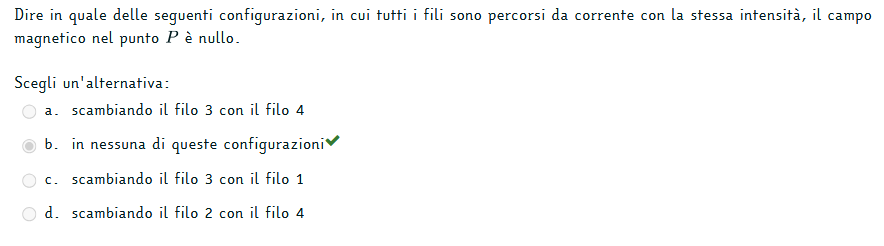 Dire in quale delle seguenti configurazioni, in cui tutti i fili sono percorsi da corrente con la stessa intensità, il campo
magnetico nel punto P è nullo.
Scegli un'alternativa:
a. scambiando il filo 3 con il filo 4
b. in nessuna di queste configurazioni
c. scambiando il filo 3 con il filo 1
d. scambiando il filo 2 con il filo 4